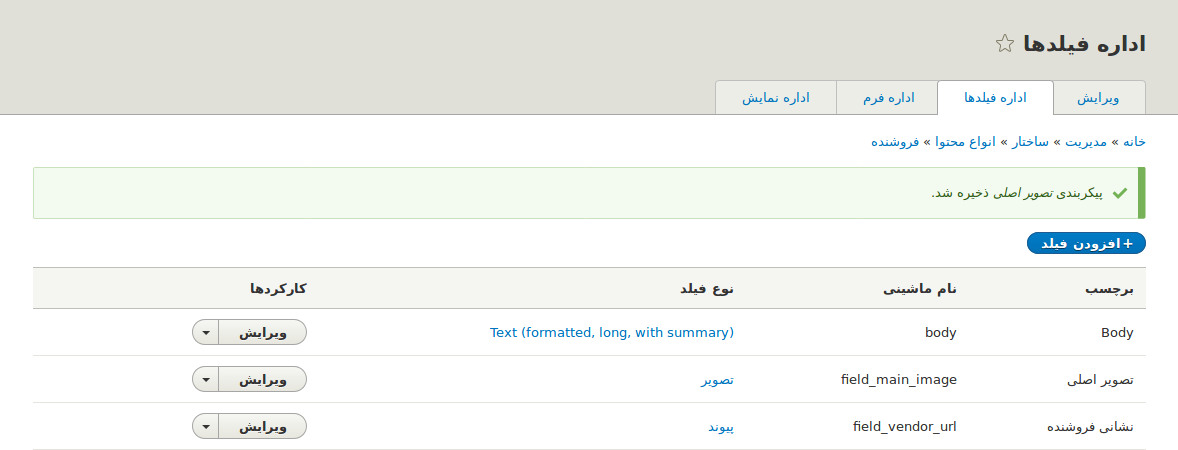 اداره فیلدها
ویرایش اداره فیلدها اداره فرم اداره نمایش
خانه » مدیریت » ساختار » انواع محتوا » فروشنده
پیکربندی تصویر اصلی ذخیره شد.
+ افزودن فیلد
برچسب نام ماشینی نوع فیلد کارکردها
Body body Text (formatted, long, with summary) ویرایش
تصویر اصلی field_main_image تصویر ویرایش
نشانی فروشنده field_vendor_url پیوند ویرایش